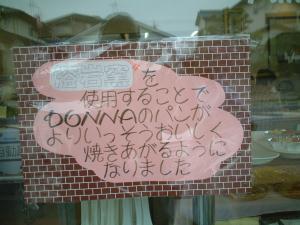 を
使用することで
DONNAのパンが
よりいっそうおいしく
焼きあがるように
なりました